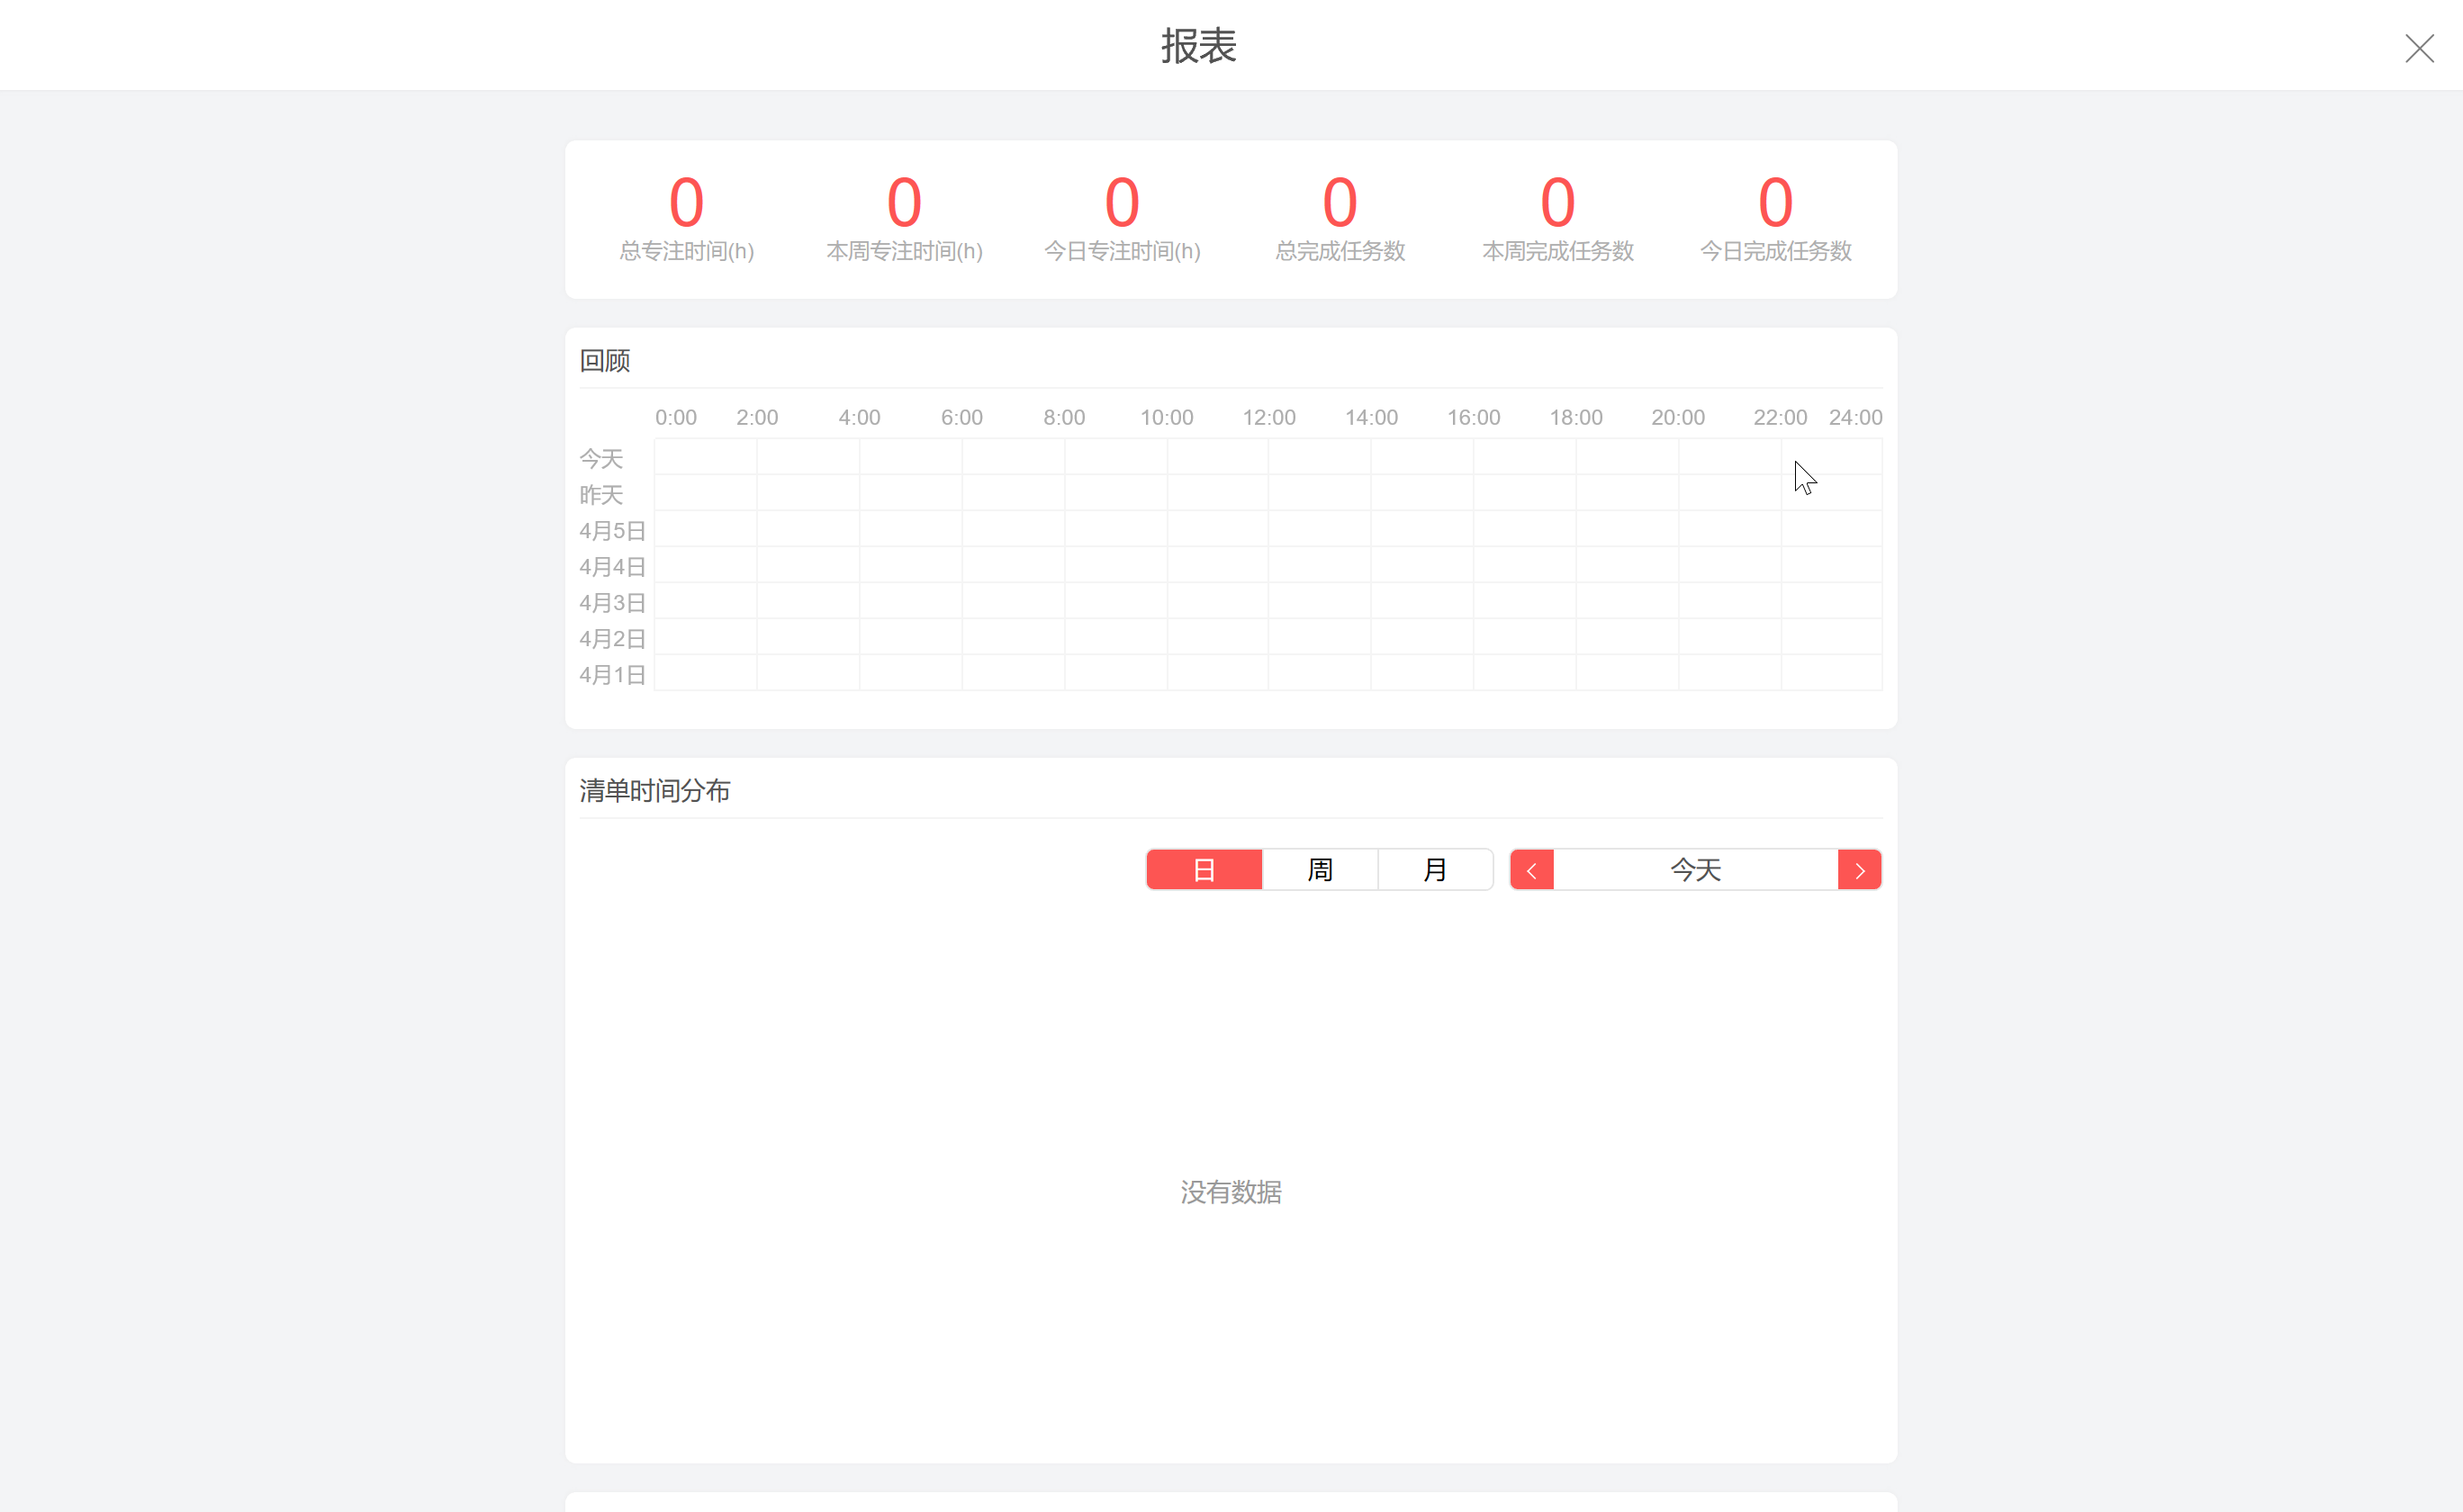 报表
0 0 0 0 0 0
总专注时间(h) 本周专注时间(h) 今日专注时间(h) 总完成任务数 本周完成任务数 今日完成任务数
回顾
0:00 2:00 4:00 6:00 8:00 10:00 12:00 14:00 16:00 18:00 20:00 22:00 24:00
今天
昨天
4月5日
4月4日
4月3日
4月2日
4月1日
清单时间分布
日 周 月 今天
没有数据